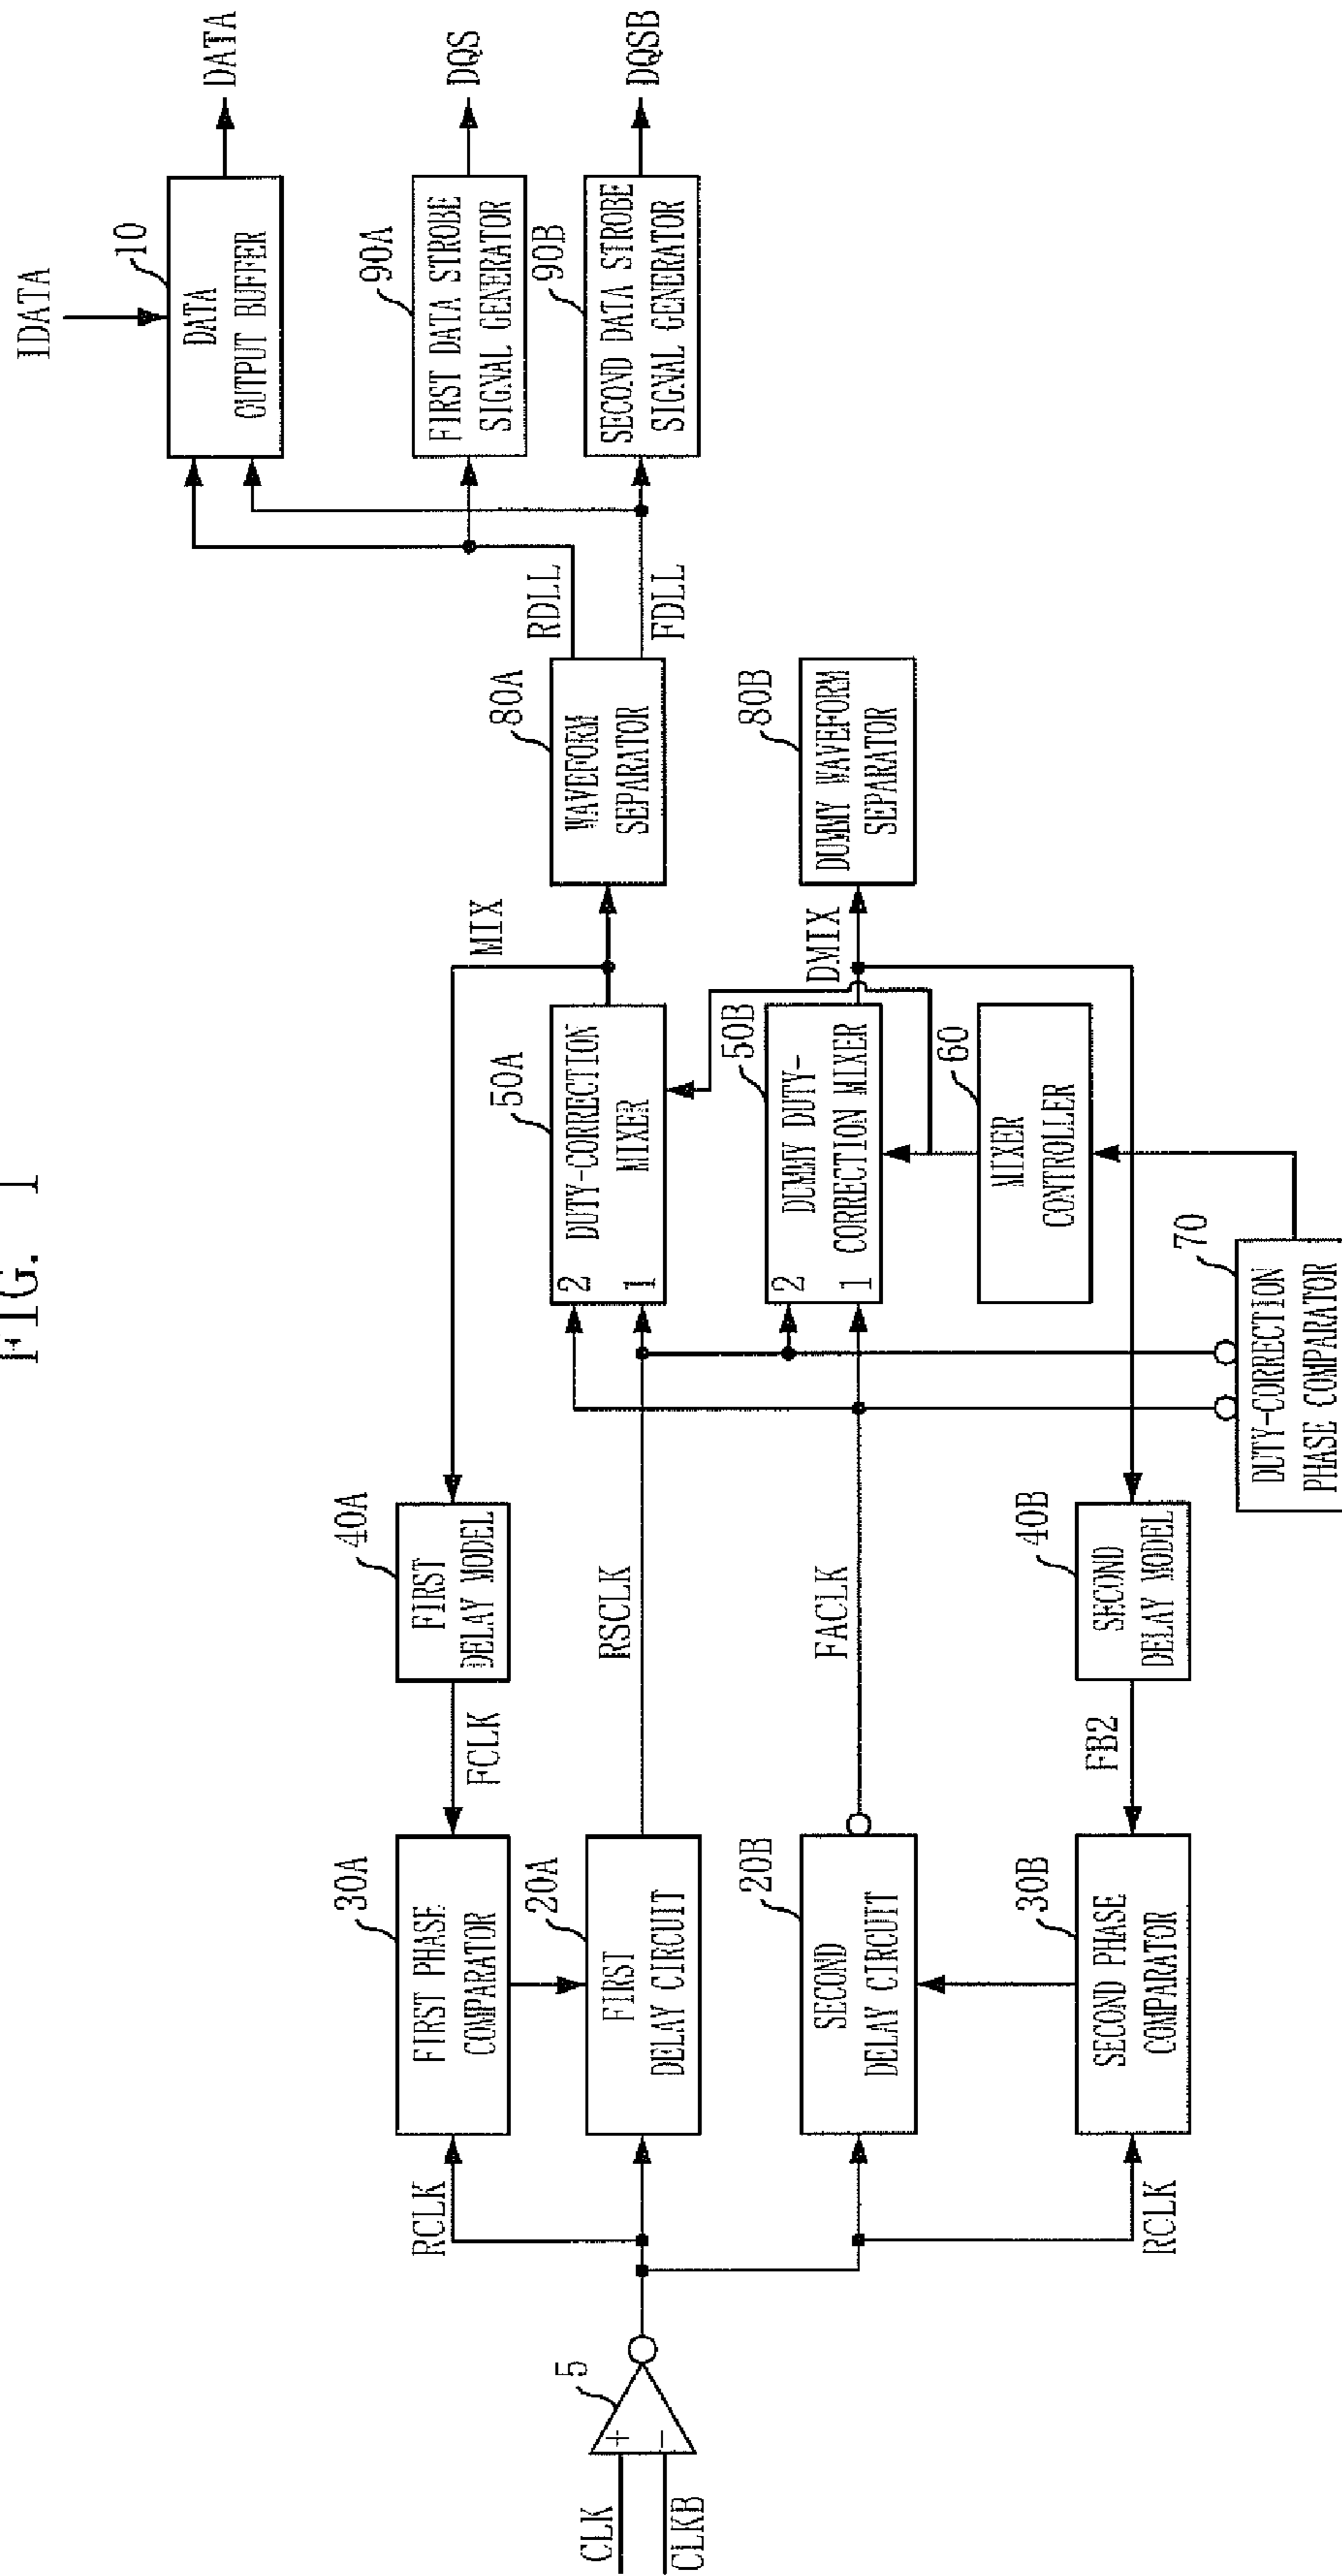 FIG. 1
IDATA
10
DATA
OUTPUT BUFFER
DATA
90A
FIRST DATA STROBE
SIGNAL GENERATOR
DQS
90B
SECOND DATA STROBE
SIGNAL GENERATOR
DQSB
RDLL
FDLL
MIX
80A
WAVEFORM
SEPARATOR
80B
DUMMY WAVEFORM
SEPARATOR
DMIX
50A
DUTY-CORRECTION
MIXER
2
1
50B
DUMMY DUTY-
CORRECTION MIXER
2
1
60
MIXER
CONTROLLER
70
DUTY-CORRECTION
PHASE COMPARATOR
40A
FIRST
DELAY MODEL
FCLK
RSCLK
FACLK
40B
SECOND
DELAY MODEL
FB2
30A
FIRST PHASE
COMPARATOR
20A
FIRST
DELAY CIRCUIT
20B
SECOND
DELAY CIRCUIT
30B
SECOND PHASE
COMPARATOR
RCLK
RCLK
5
+
-
CLK
CLKB